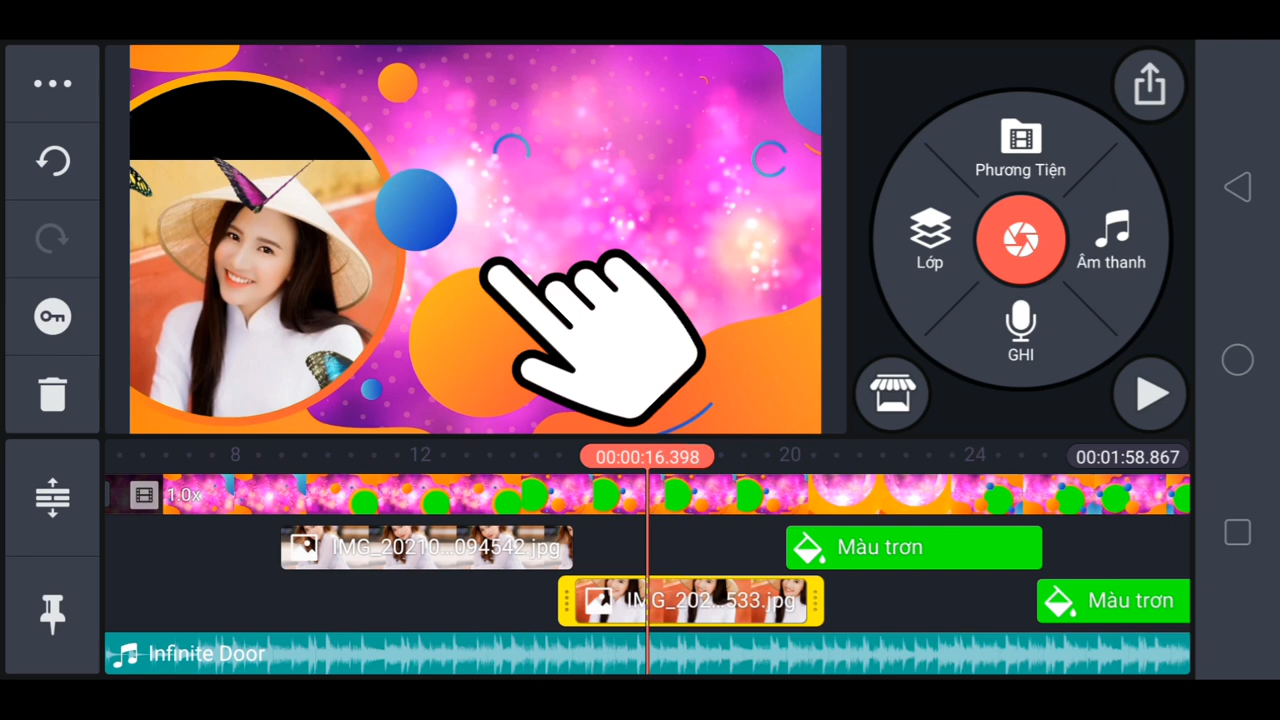 Phương Tiện
Lớp
Âm thanh
GHI
8
12
00:00:16.398
20
24
00:01:58.867
1.0x
IMG_20210...094542.jpg
Màu trơn
IMG_202...533.jpg
Màu trơn
Infinite Door